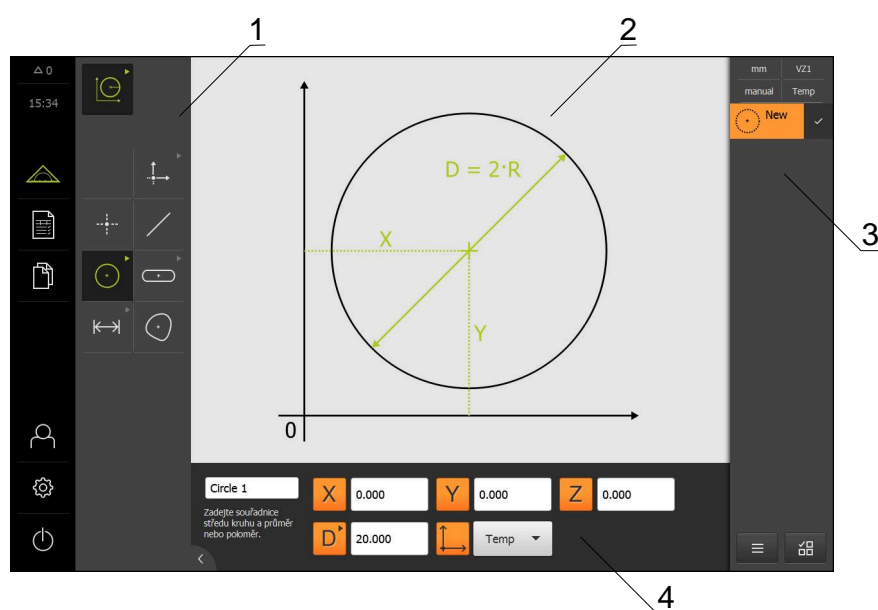 1
2
△ 0
15:34
mm
VZ1
manual
Temp
New
D = 2·R
X
Y
0
3
Circle 1
Zadejte souřadnice
středu kruhu a průměr
nebo poloměr.
X
0.000
Y
0.000
Z
0.000
D
20.000
Temp
4